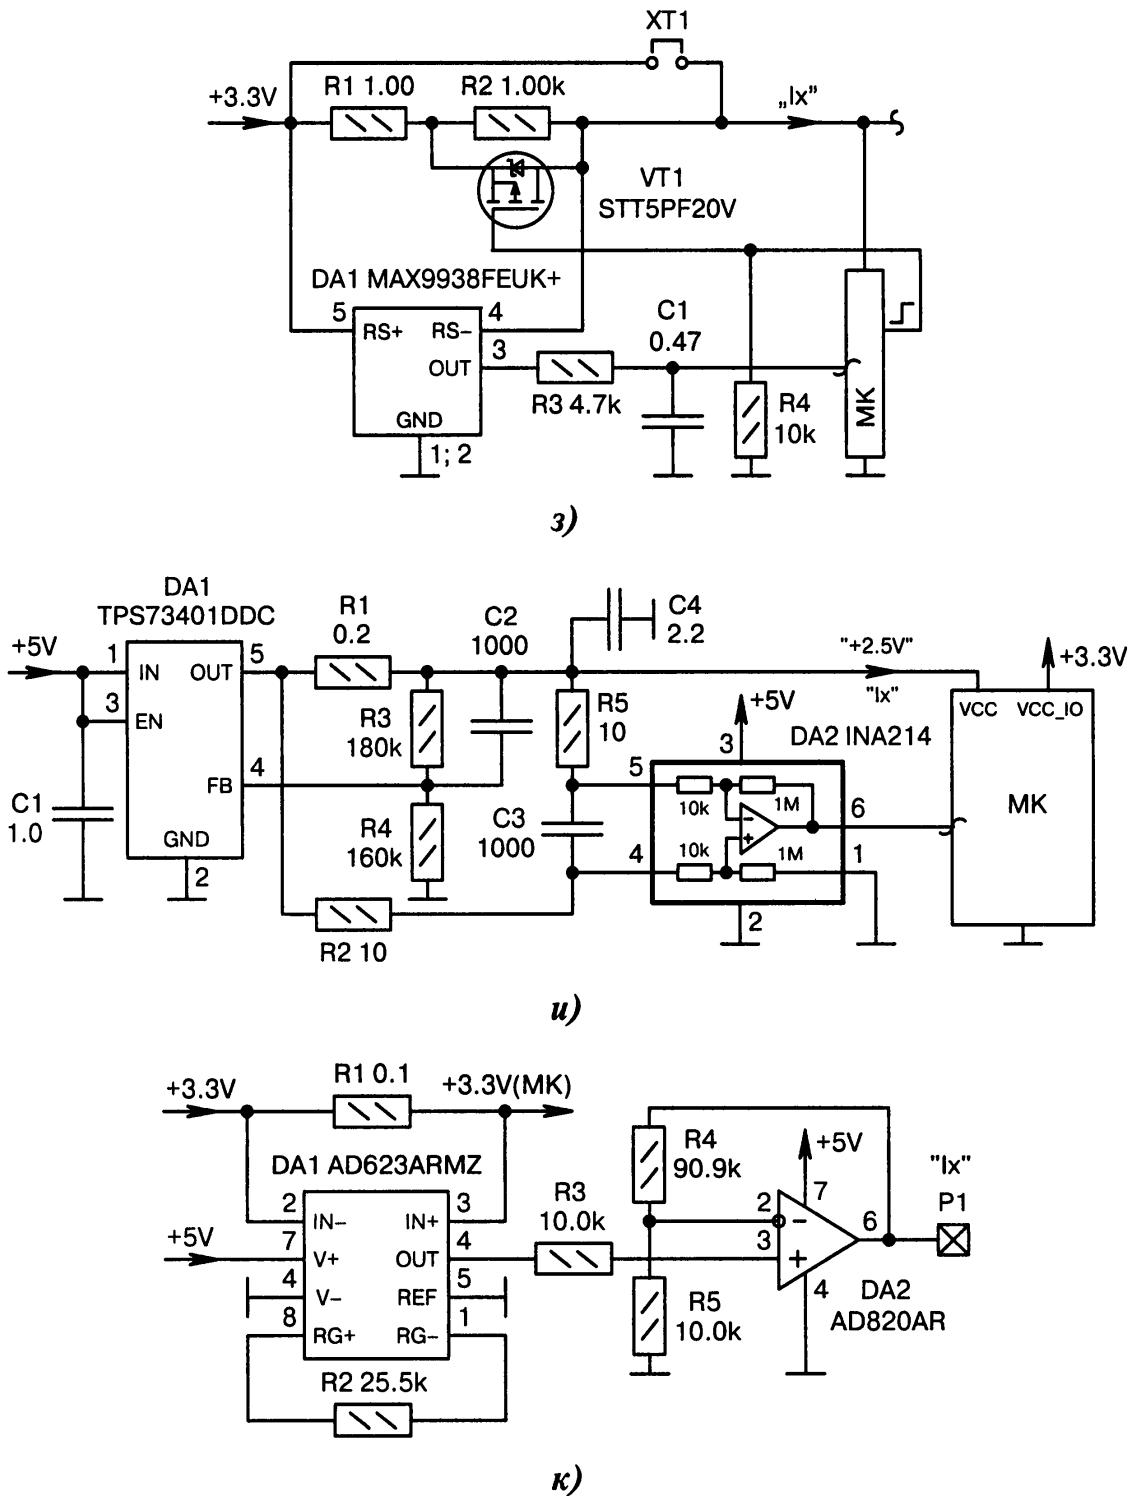 XT1
R1 1.00
R2 1.00k
+3.3V
„Ix”
VT1
STT5PF20V
DA1 MAX9938FEUK+
5
4
RS+
RS−
3
OUT
GND
1; 2
C1
0.47
R3 4.7k
R4
10k
MK
з)
DA1
TPS73401DDC
+5V
1
IN
OUT
5
3
EN
4
FB
GND
2
C1
1.0
R1
0.2
R3
180k
R4
160k
R2 10
C2
1000
C4
2.2
R5
10
C3
1000
"+2.5V"
"Ix"
+3.3V
+5V
3
DA2 INA214
5
10k
1M
−
+
6
4
10k
1M
1
2
VCC
VCC_IO
MK
и)
+3.3V
R1 0.1
+3.3V(MK)
DA1 AD623ARMZ
2
IN−
IN+
3
+5V
7
V+
OUT
4
4
V−
REF
5
8
RG+
RG−
1
R2 25.5k
R3
10.0k
R4
90.9k
R5
10.0k
+5V
7
2
−
3
+
6
4
DA2
AD820AR
"Ix"
P1
к)